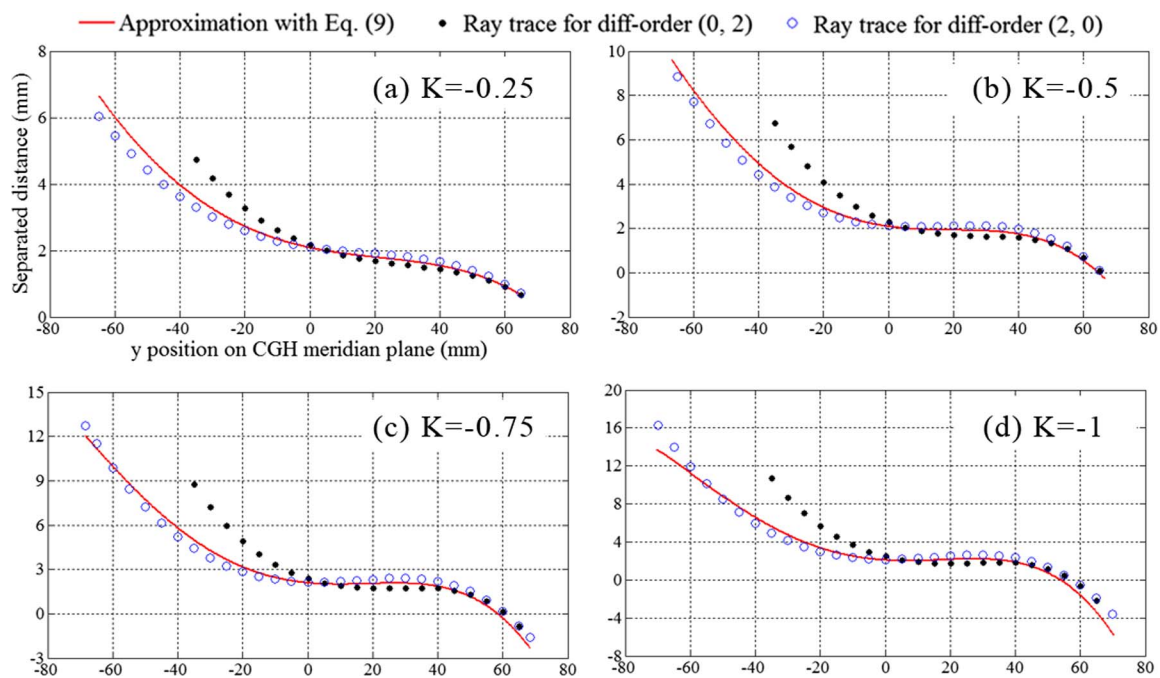 Approximation with Eq. (9) Ray trace for diff-order (0, 2) Ray trace for diff-order (2, 0)
Separated distance (mm)
8
6
4
2
0
(a) K=-0.25
-80 -60 -40 -20 0 20 40 60 80
y position on CGH meridian plane (mm)
10
8
6
4
2
0
-2
(b) K=-0.5
-80 -60 -40 -20 0 20 40 60 80
15
12
9
6
3
0
-3
(c) K=-0.75
-80 -60 -40 -20 0 20 40 60 80
20
16
12
8
4
0
-4
-8
(d) K=-1
-80 -60 -40 -20 0 20 40 60 80